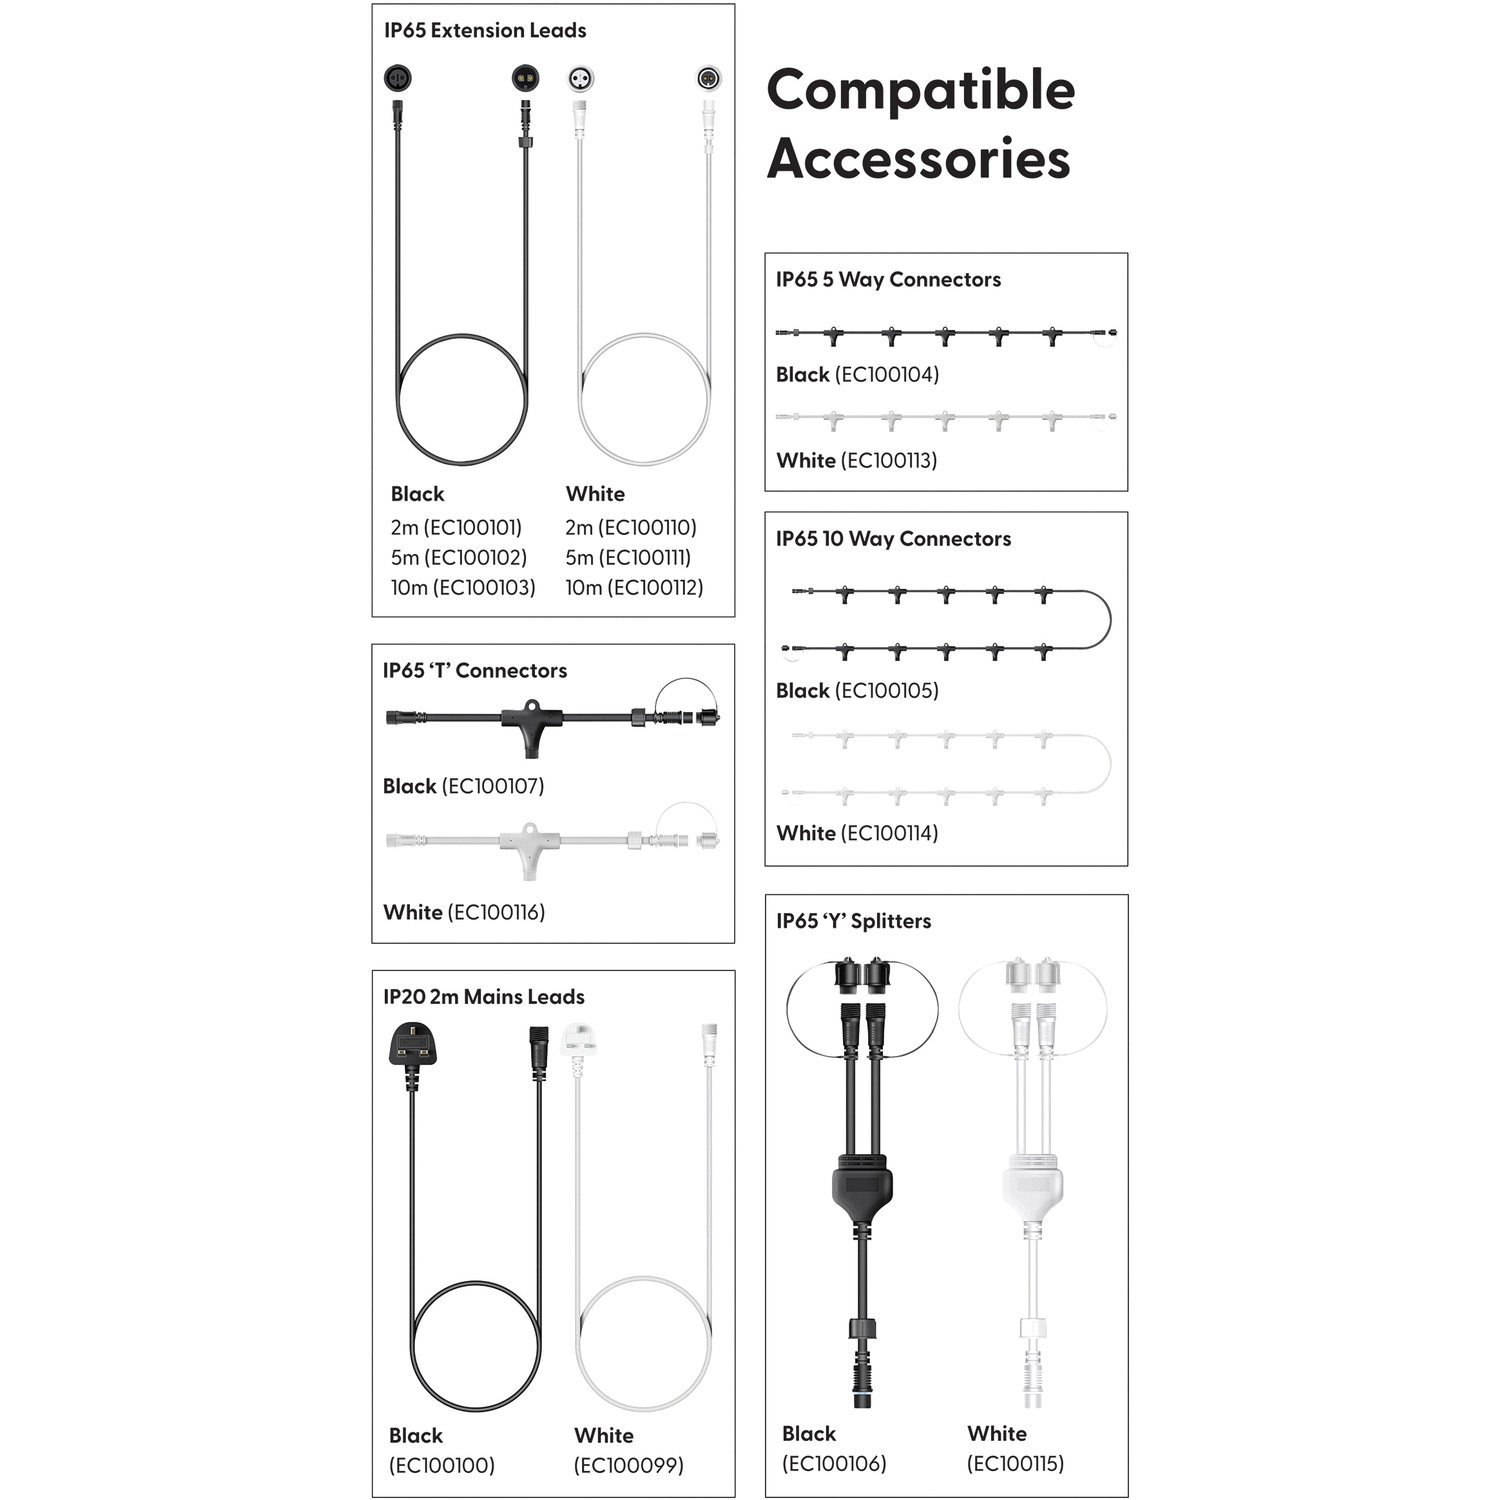 Compatible
Accessories
IP65 Extension Leads
Black
2m (EC100101)
5m (EC100102)
10m (EC100103)
White
2m (EC100110)
5m (EC100111)
10m (EC100112)
IP65 ‘T’ Connectors
Black (EC100107)
White (EC100116)
IP20 2m Mains Leads
Black
(EC100100)
White
(EC100099)
IP65 5 Way Connectors
Black (EC100104)
White (EC100113)
IP65 10 Way Connectors
Black (EC100105)
White (EC100114)
IP65 ‘Y’ Splitters
Black
(EC100106)
White
(EC100115)